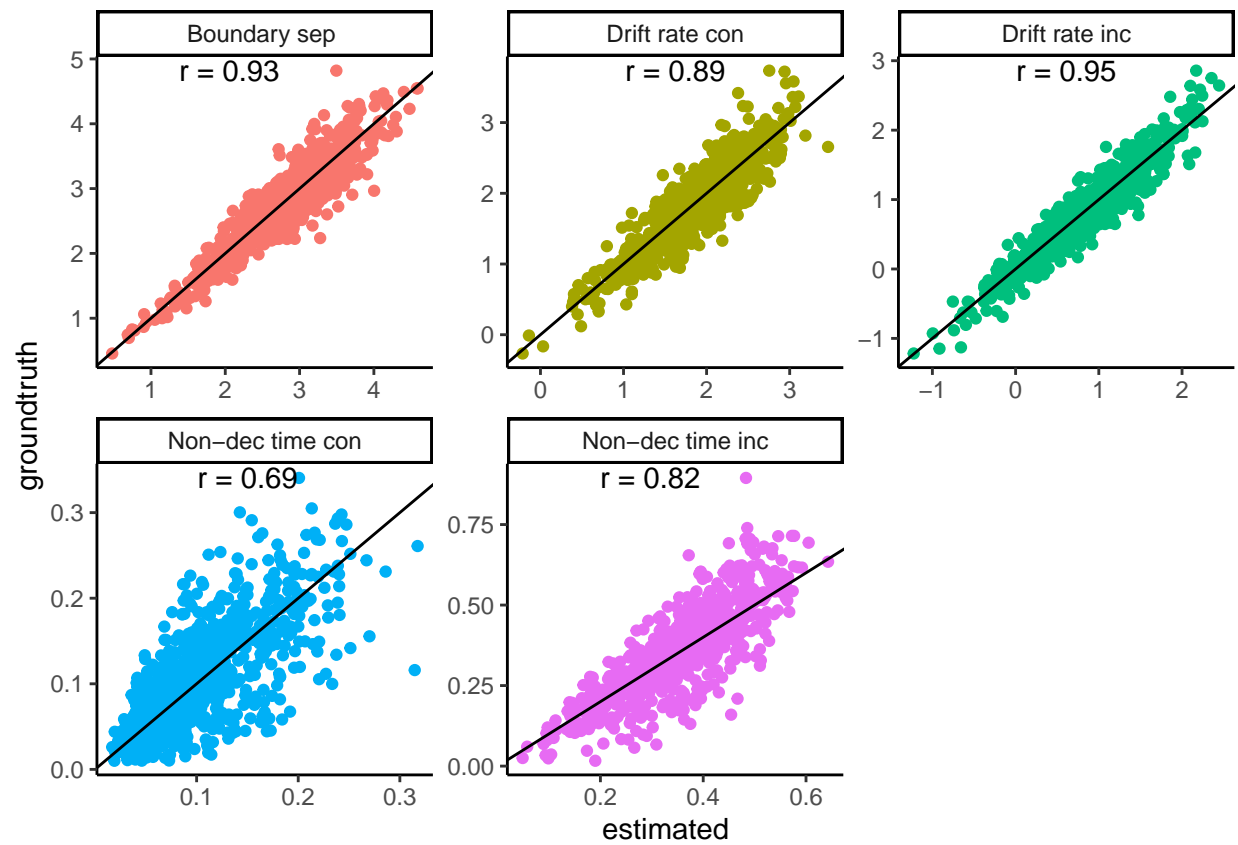 Boundary sep
Drift rate con
Drift rate inc
r = 0.93
r = 0.89
r = 0.95
5
4
3
2
1
3
2
1
0
3
2
1
0
−1
1 2 3 4
0 1 2 3
−1 0 1 2
groundtruth
Non−dec time con
Non−dec time inc
r = 0.69
r = 0.82
0.3
0.2
0.1
0.0
0.75
0.50
0.25
0.00
0.1 0.2 0.3
0.2 0.4 0.6
estimated